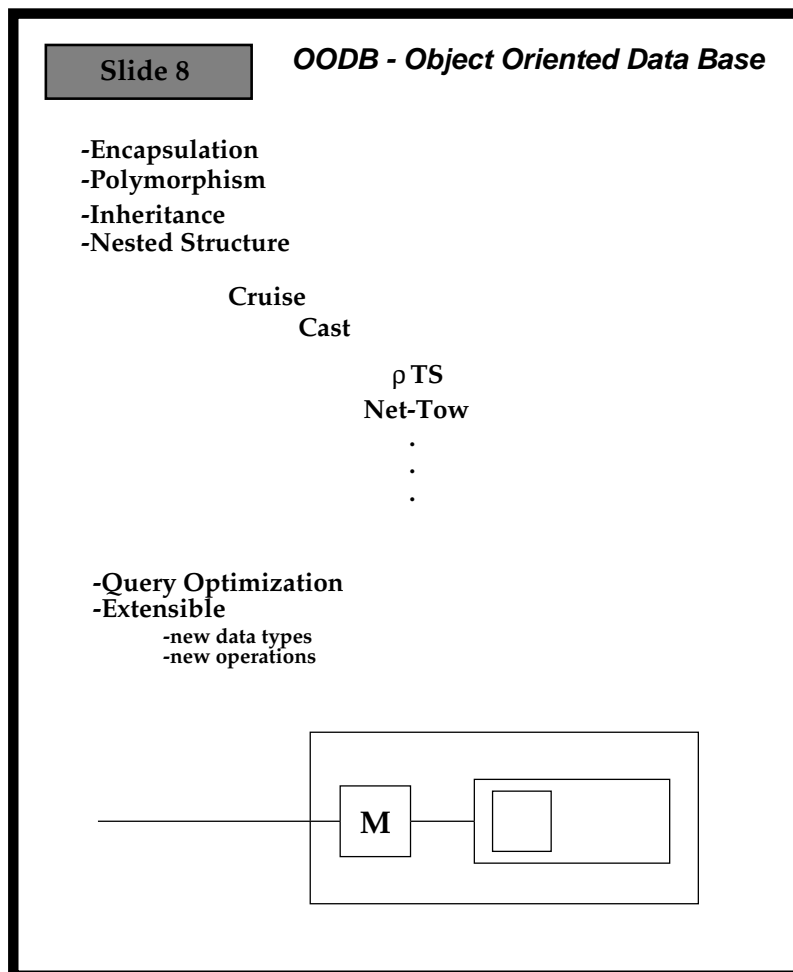 Slide 8
OODB - Object Oriented Data Base
-Encapsulation
-Polymorphism
-Inheritance
-Nested Structure
Cruise
Cast
ρ TS
Net-Tow
.
.
.
-Query Optimization
-Extensible
-new data types
-new operations
M